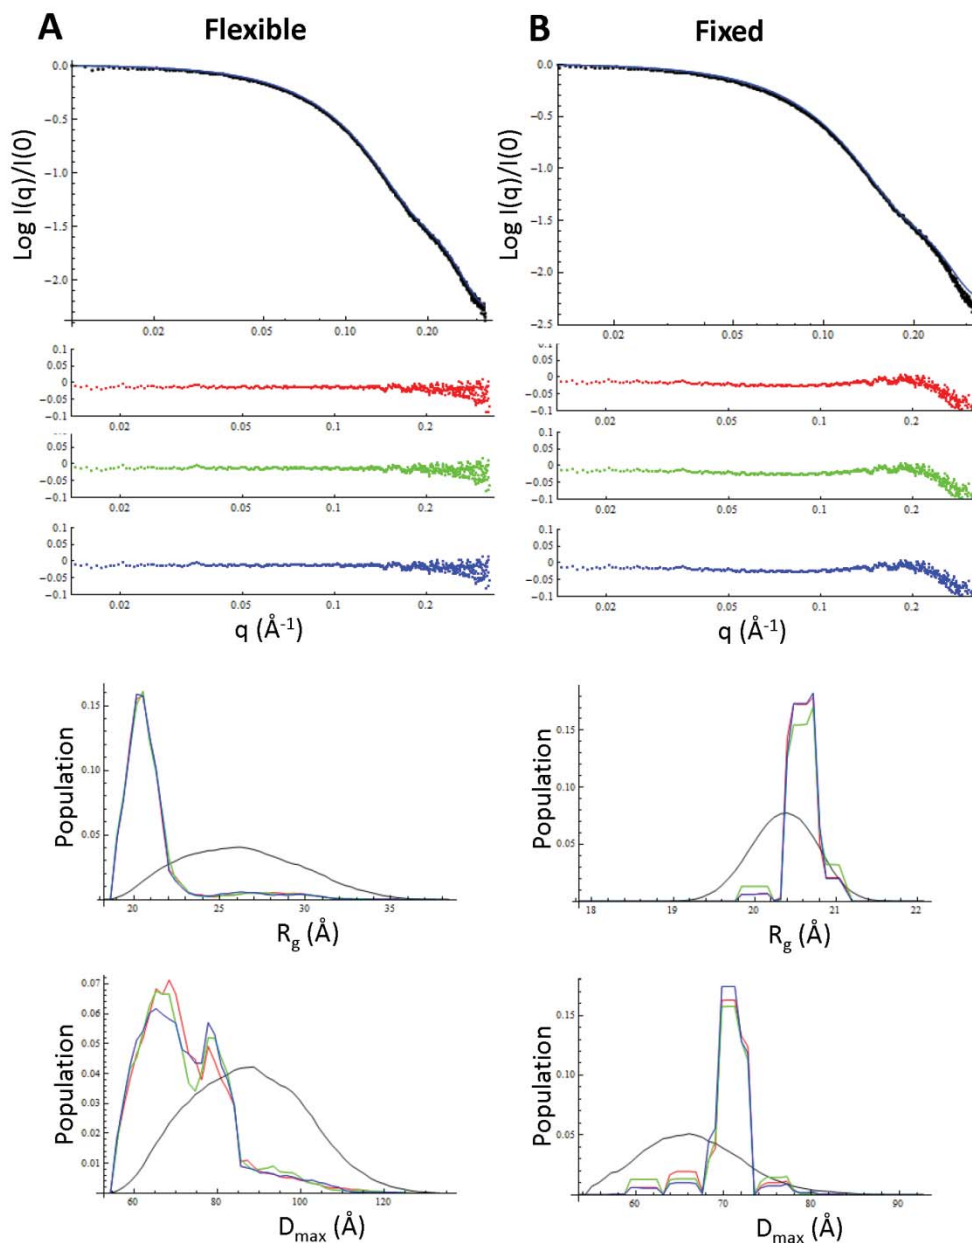 A Flexible B Fixed
0.0 0.0
-0.5 -0.5
Log I(q)/I(0) Log I(q)/I(0)
-1.0 -1.0
-1.5 -1.5
-2.0 -2.0
-2.5
0.02 0.05 0.10 0.20 0.02 0.05 0.10 0.20
0.1 0.1
0.05 0.05
0 0
-0.05 -0.05
-0.1 -0.1
0.02 0.05 0.1 0.2 0.02 0.05 0.1 0.2
0.1 0.1
0.05 0.05
0 0
-0.05 -0.05
-0.1 -0.1
0.02 0.05 0.1 0.2 0.02 0.05 0.1 0.2
0.1 0.1
0.05 0.05
0 0
-0.05 -0.05
-0.1 -0.1
0.02 0.05 0.1 0.2 0.02 0.05 0.1 0.2
q (Å-1) q (Å-1)
0.15 0.15
Population Population
0.10 0.10
0.05 0.05
20 25 30 35 18 19 20 21 22
Rg (Å) Rg (Å)
0.07
0.06
0.05 0.15
Population Population
0.04 0.10
0.03
0.02 0.05
0.01
60 80 100 120 60 70 80 90
Dmax (Å) Dmax (Å)